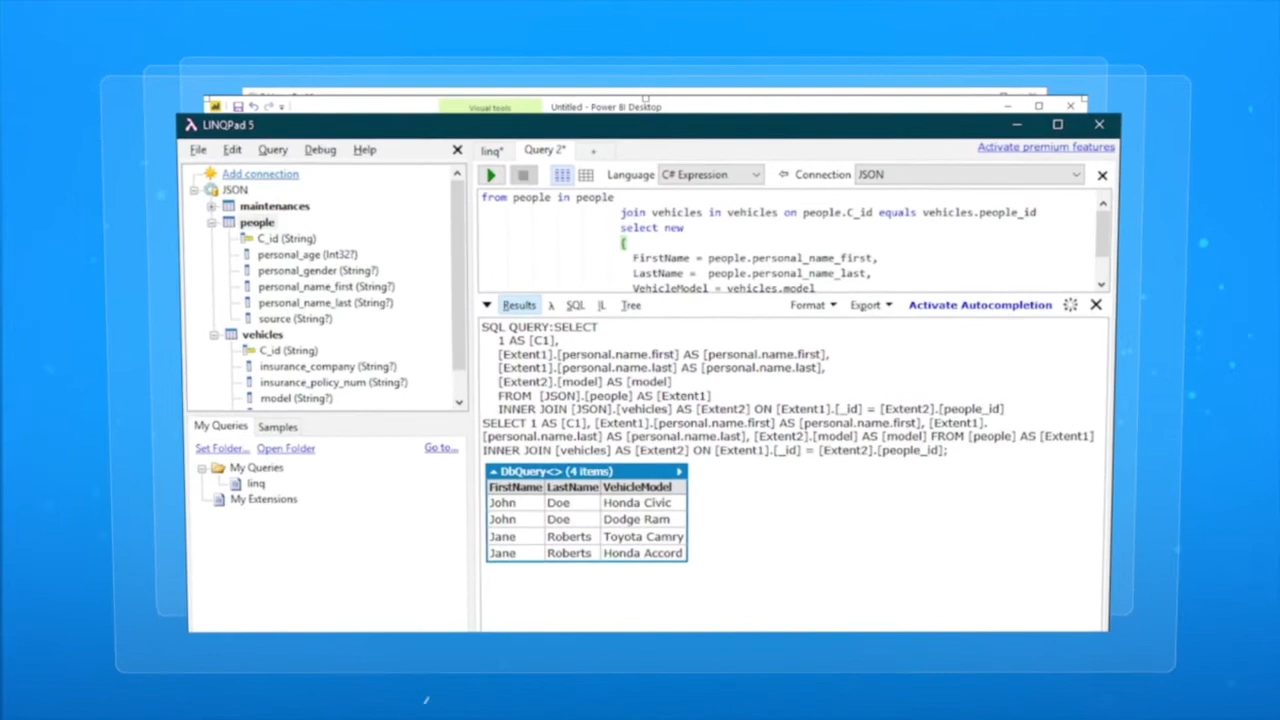 Visual tools
Untitled - Power BI Desktop
LINQPad 5
File Edit Query Debug Help
linq* Query 2* +
Activate premium features
Add connection
JSON
maintenances
people
C_id (String)
personal_age (Int32?)
personal_gender (String?)
personal_name_first (String?)
personal_name_last (String?)
source (String?)
vehicles
C_id (String)
insurance_company (String?)
insurance_policy_num (String?)
model (String?)
My Queries Samples
Set Folder... Open Folder Go to...
My Queries
linq
My Extensions
Language C# Expression Connection JSON
from people in people
join vehicles in vehicles on people.C_id equals vehicles.people_id
select new
{
FirstName = people.personal_name_first,
LastName = people.personal_name_last,
VehicleModel = vehicles.model
Results λ SQL IL Tree Format Export Activate Autocompletion
SQL QUERY:SELECT
1 AS [C1],
[Extent1].[personal.name.first] AS [personal.name.first],
[Extent1].[personal.name.last] AS [personal.name.last],
[Extent2].[model] AS [model]
FROM [JSON].[people] AS [Extent1]
INNER JOIN [JSON].[vehicles] AS [Extent2] ON [Extent1].[_id] = [Extent2].[people_id]
SELECT 1 AS [C1], [Extent1].[personal.name.first] AS [personal.name.first], [Extent1].
[personal.name.last] AS [personal.name.last], [Extent2].[model] AS [model] FROM [people] AS [Extent1]
INNER JOIN [vehicles] AS [Extent2] ON [Extent1].[_id] = [Extent2].[people_id];
DbQuery<> (4 items)
FirstName LastName VehicleModel
John Doe Honda Civic
John Doe Dodge Ram
Jane Roberts Toyota Camry
Jane Roberts Honda Accord